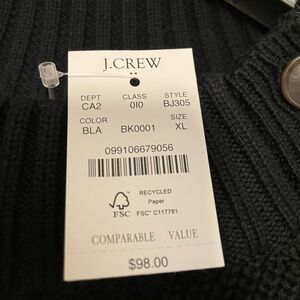 J.CREW
DEPT CLASS STYLE
CA2 0I0 BJ305
COLOR SIZE
BLA BK0001 XL
099106679056
RECYCLED
Paper
FSC FSC® C117781
COMPARABLE VALUE
$98.00